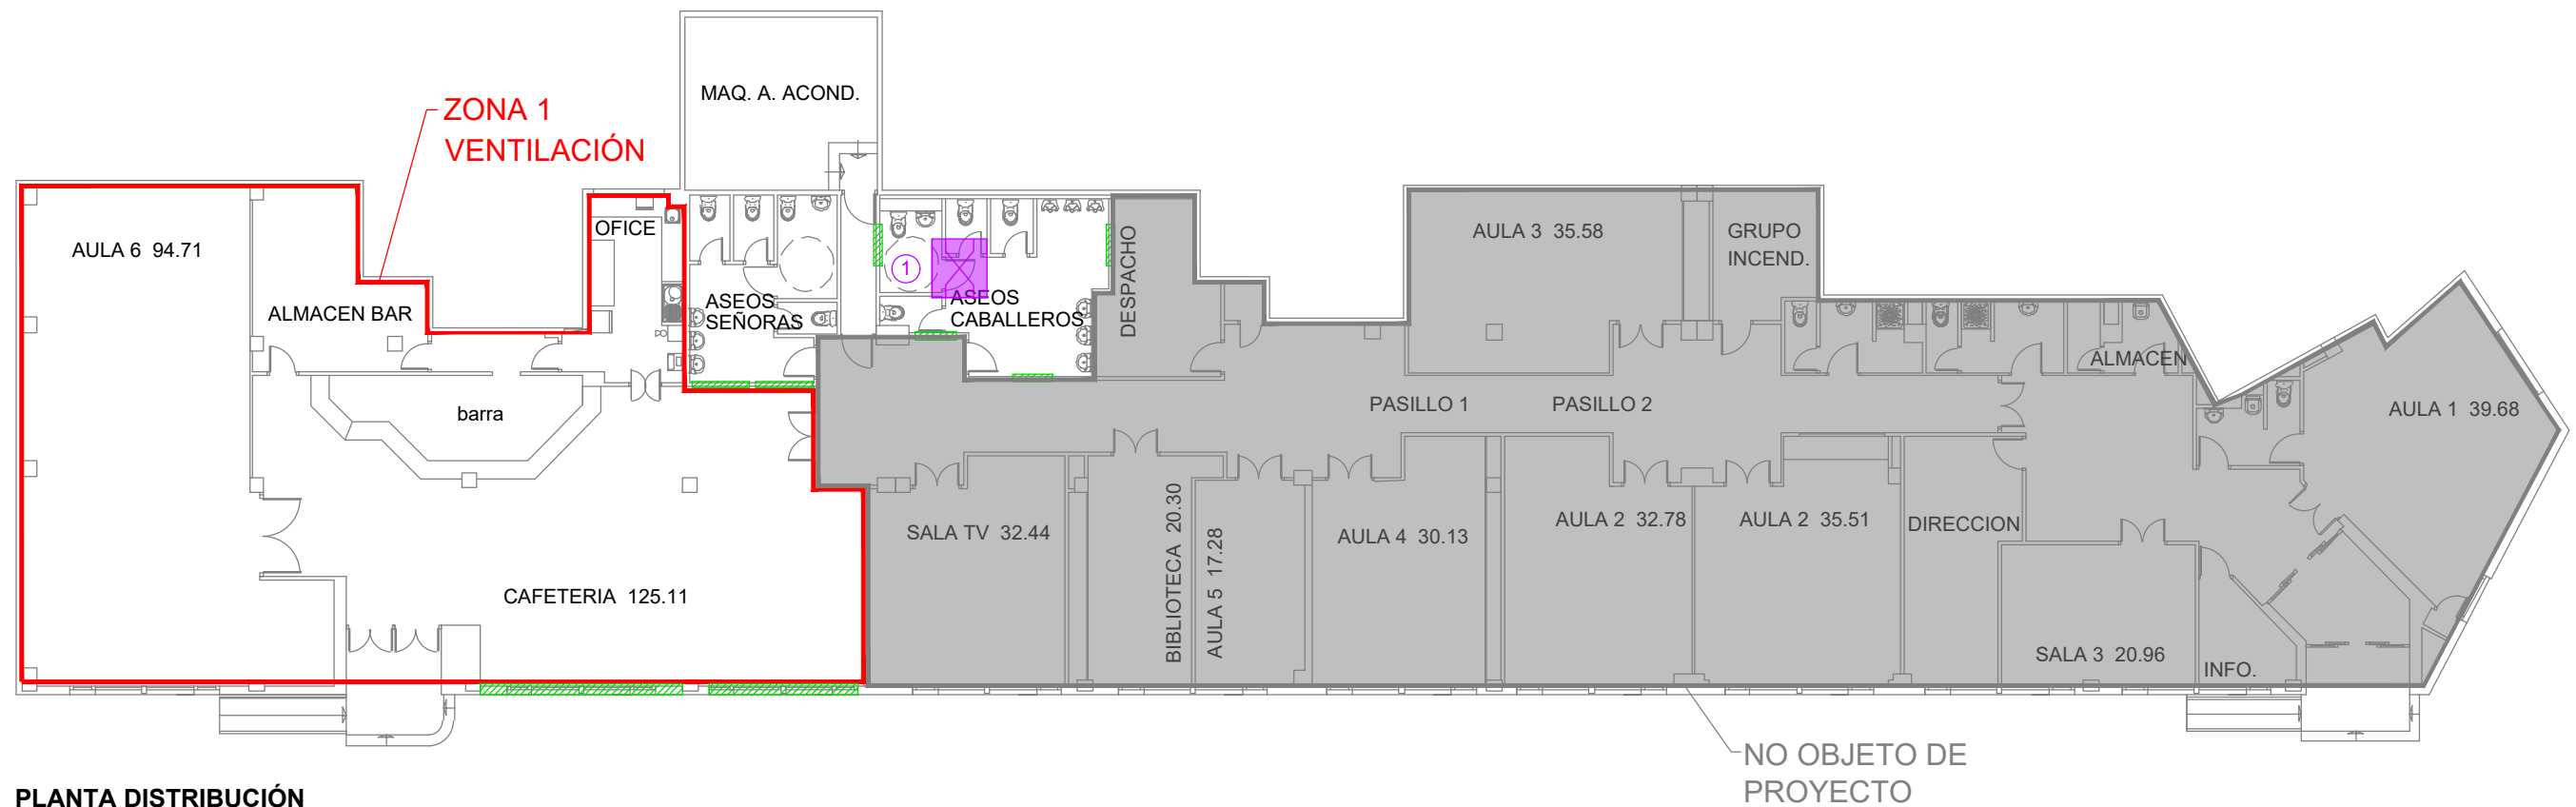 MAQ. A. ACOND.
ZONA 1
VENTILACIÓN
AULA 6 94.71
OFICE
ALMACEN BAR
ASEOS
SEÑORAS
1
ASEOS
CABALLEROS
DESPACHO
AULA 3 35.58
GRUPO
INCEND.
ALMACEN
barra
PASILLO 1
PASILLO 2
AULA 1 39.68
CAFETERIA 125.11
SALA TV 32.44
BIBLIOTECA 20.30
AULA 5 17.28
AULA 4 30.13
AULA 2 32.78
AULA 2 35.51
DIRECCION
SALA 3 20.96
INFO.
NO OBJETO DE
PROYECTO
PLANTA DISTRIBUCIÓN